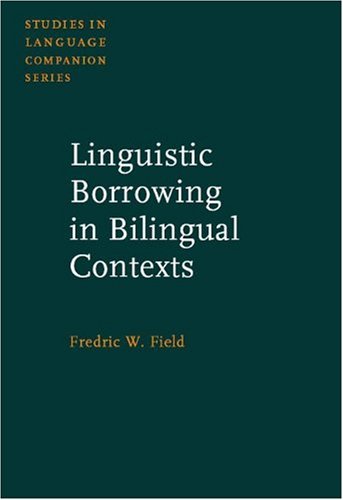 STUDIES IN
LANGUAGE
COMPANION
SERIES
Linguistic
Borrowing
in Bilingual
Contexts
Fredric W. Field